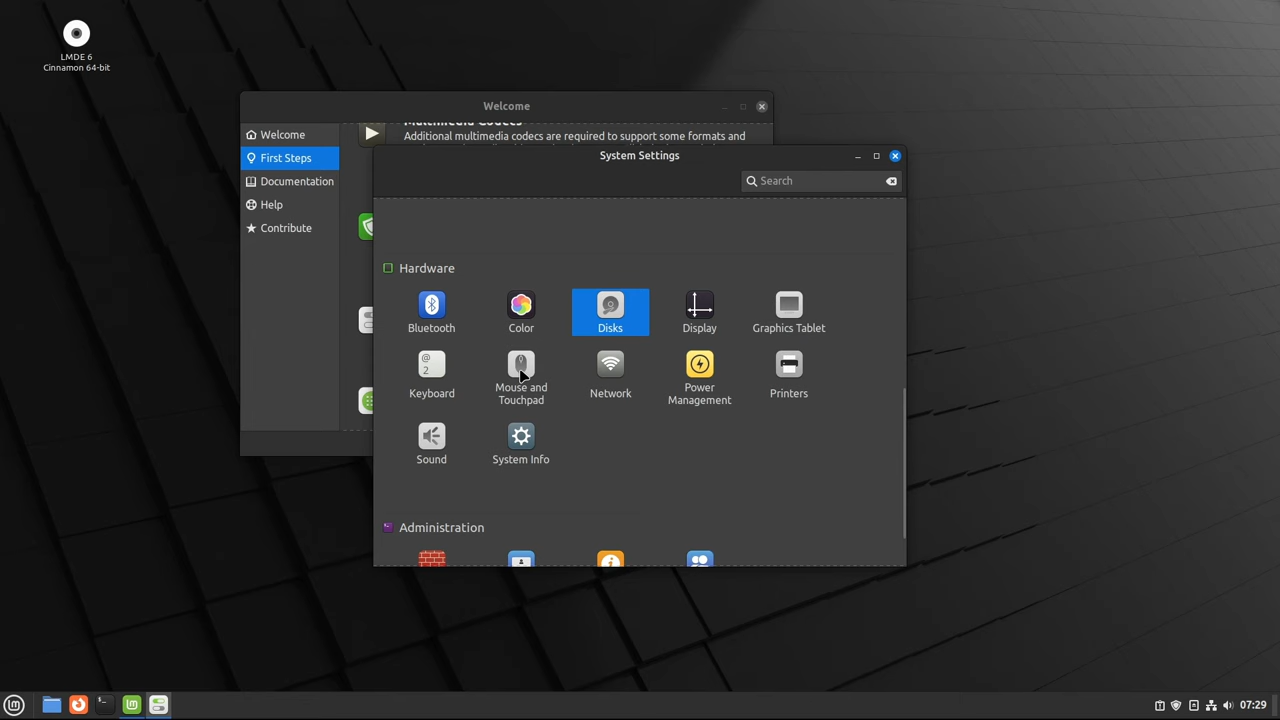 LMDE 6
Cinnamon 64-bit
Welcome
Welcome
First Steps
Documentation
Help
Contribute
Multimedia Codecs
Additional multimedia codecs are required to support some formats and
System Settings
Search
Hardware
Bluetooth
Color
Disks
Display
Graphics Tablet
@
2
Keyboard
Mouse and
Touchpad
Network
Power
Management
Printers
Sound
System Info
Administration
07:29